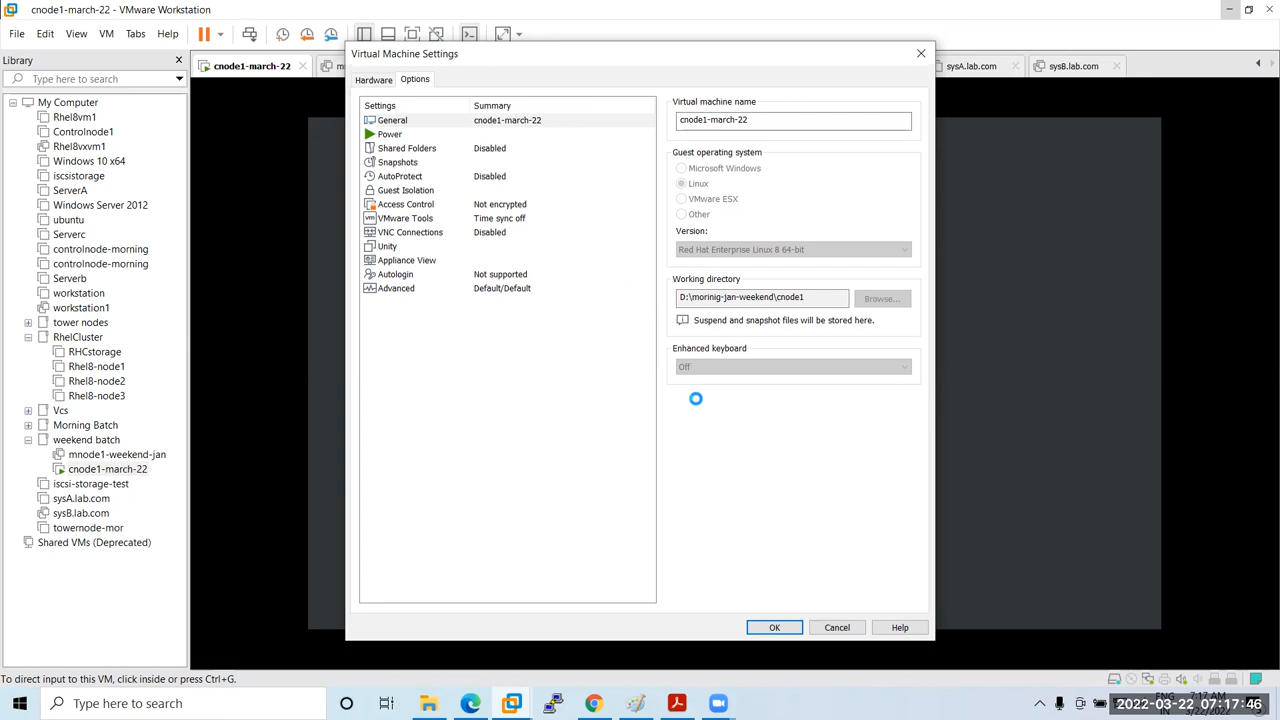 cnode1-march-22 - VMware Workstation
File Edit View VM Tabs Help
Library
Type here to search
My Computer
Rhel8vm1
Controlnode1
Rhel8vxvm1
Windows 10 x64
iscsistorage
ServerA
Windows Server 2012
ubuntu
Serverc
controlnode-morning
controlnode-morning
Serverb
workstation
workstation1
tower nodes
RhelCluster
RHCstorage
Rhel8-node1
Rhel8-node2
Rhel8-node3
Vcs
Morning Batch
weekend batch
mnode1-weekend-jan
cnode1-march-22
iscsi-storage-test
sysA.lab.com
sysB.lab.com
towernode-mor
Shared VMs (Deprecated)
cnode1-march-22
sysA.lab.com
sysB.lab.com
Virtual Machine Settings
Hardware Options
Settings Summary
General cnode1-march-22
Power
Shared Folders Disabled
Snapshots
AutoProtect Disabled
Guest Isolation
Access Control Not encrypted
VMware Tools Time sync off
VNC Connections Disabled
Unity
Appliance View
Autologin Not supported
Advanced Default/Default
Virtual machine name
cnode1-march-22
Guest operating system
Microsoft Windows
Linux
VMware ESX
Other
Version:
Red Hat Enterprise Linux 8 64-bit
Working directory
D:\morinig-jan-weekend\cnode1 Browse...
Suspend and snapshot files will be stored here.
Enhanced keyboard
Off
OK Cancel Help
To direct input to this VM, click inside or press Ctrl+G.
Type here to search
ENG 7:17 AM
2022-03-22 07:17:46